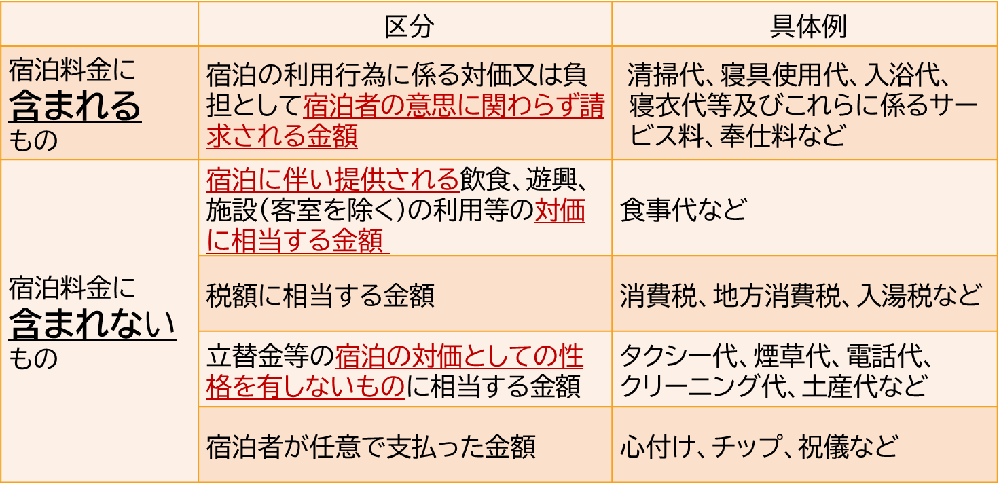 区分
具体例
宿泊料金に
含まれる
もの
宿泊の利用行為に係る対価又は負
担として宿泊者の意思に関わらず請
求される金額
清掃代、寝具使用代、入浴代、
寝衣代等及びこれらに係るサー
ビス料、奉仕料など
宿泊料金に
含まれない
もの
宿泊に伴い提供される飲食、遊興、
施設（客室を除く）の利用等の対価
に相当する金額
食事代など
税額に相当する金額
消費税、地方消費税、入湯税など
立替金等の宿泊の対価としての性
格を有しないものに相当する金額
タクシー代、煙草代、電話代、
クリーニング代、土産代など
宿泊者が任意で支払った金額
心付け、チップ、祝儀など